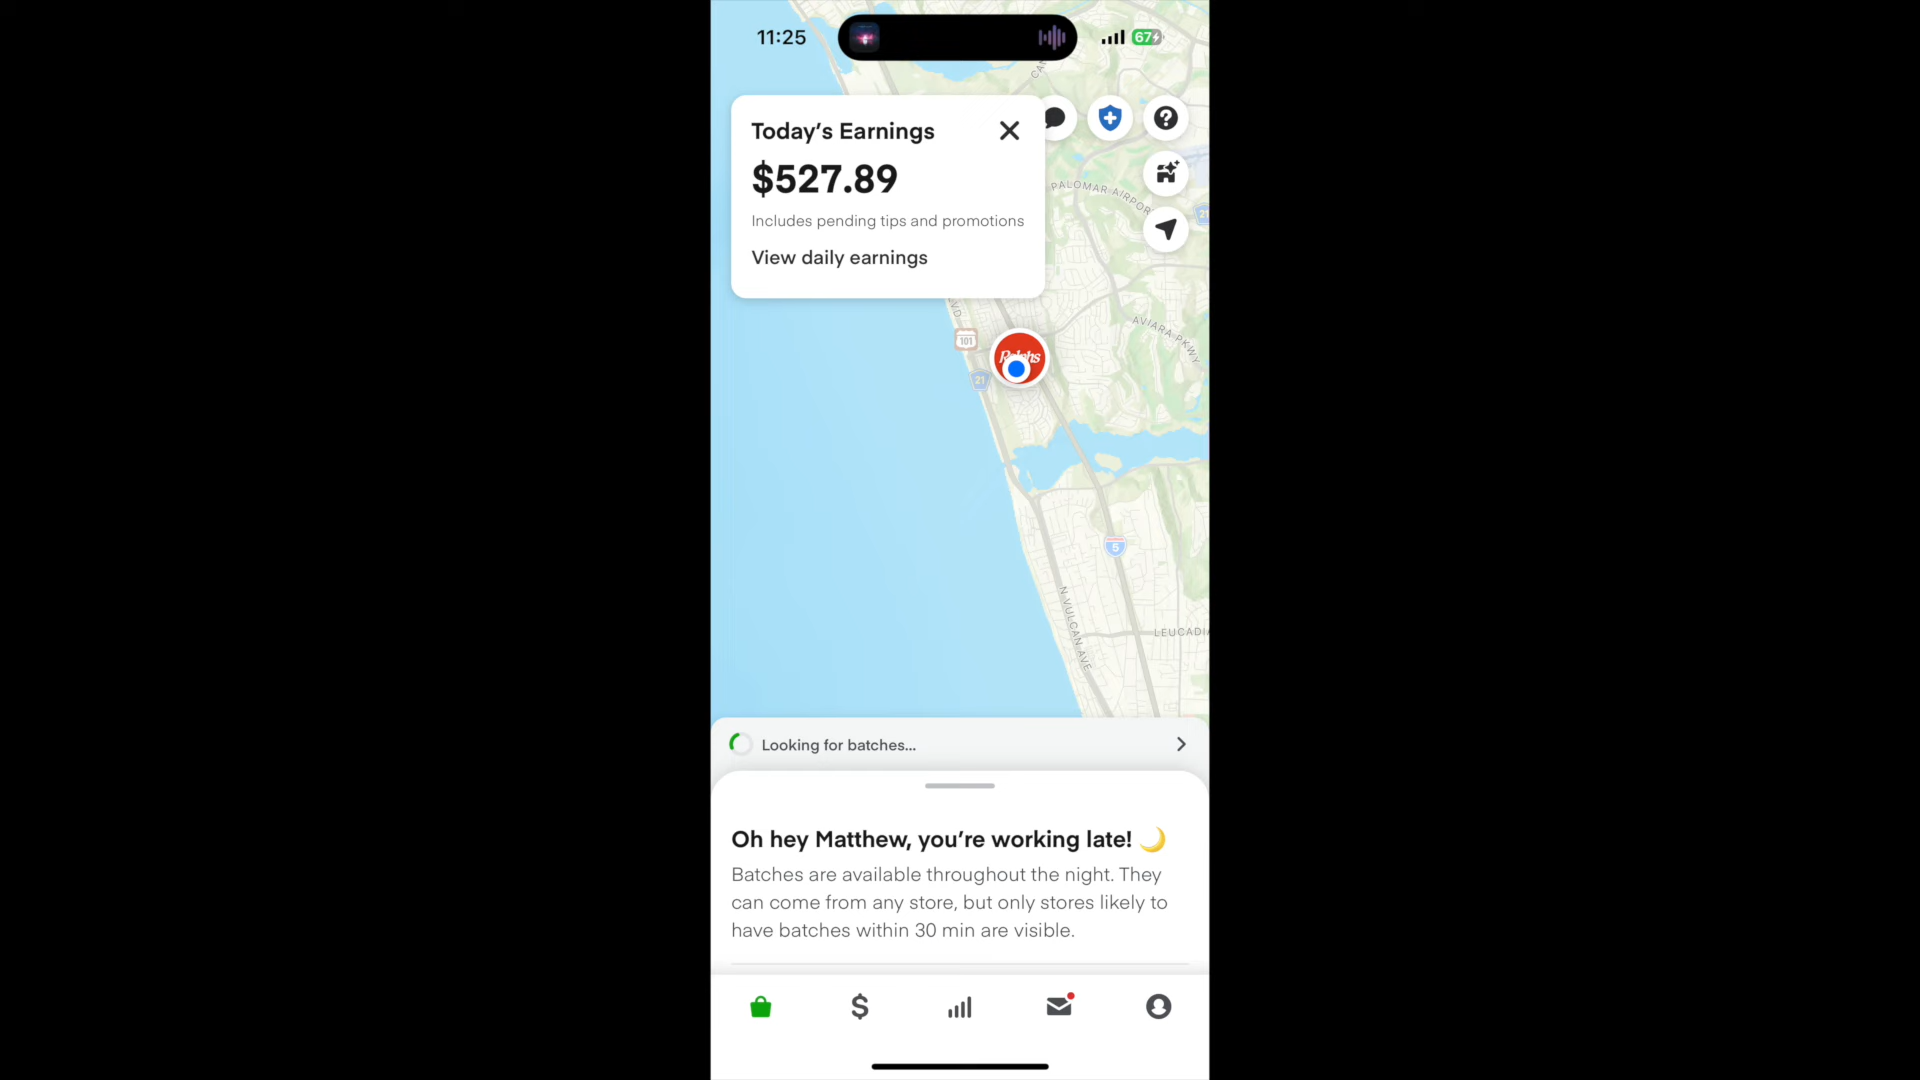 11:25
67
Today's Earnings
$527.89
Includes pending tips and promotions
View daily earnings
PALOMAR AIRPORT
21
101
Ralphs
21
AVIARA PKWY
5
N VULCAN AVE
LEUCADI
Looking for batches...
Oh hey Matthew, you're working late! 🌙
Batches are available throughout the night. They
can come from any store, but only stores likely to
have batches within 30 min are visible.